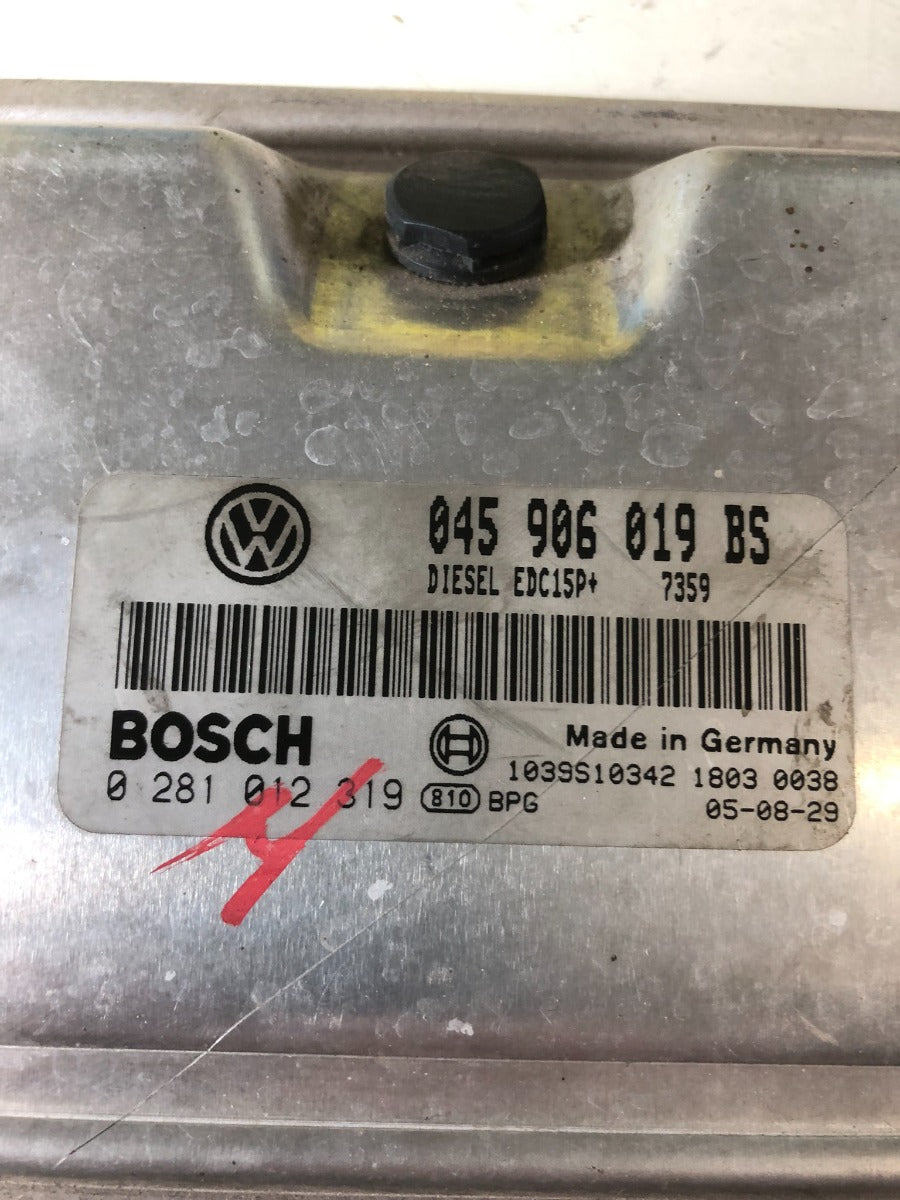 045 906 019 BS
DIESEL EDC15P+ 7359
BOSCH
Made in Germany
0 281 012 319
810 BPG
1039S10342 1803 0038
05-08-29